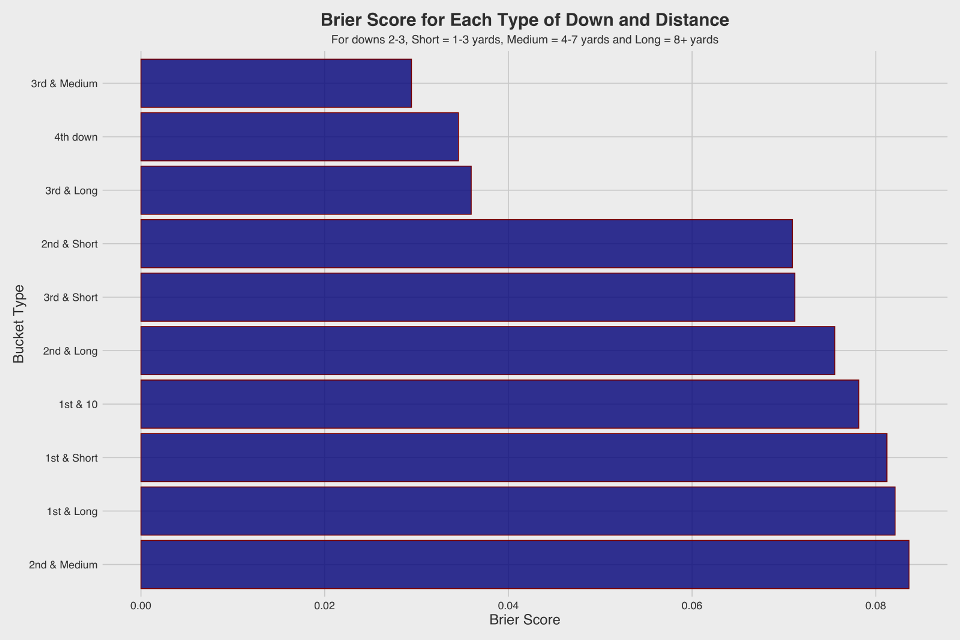 Brier Score for Each Type of Down and Distance
For downs 2-3, Short = 1-3 yards, Medium = 4-7 yards and Long = 8+ yards
Bucket Type
3rd & Medium
4th down
3rd & Long
2nd & Short
3rd & Short
2nd & Long
1st & 10
1st & Short
1st & Long
2nd & Medium
0.00 0.02 0.04 0.06 0.08
Brier Score